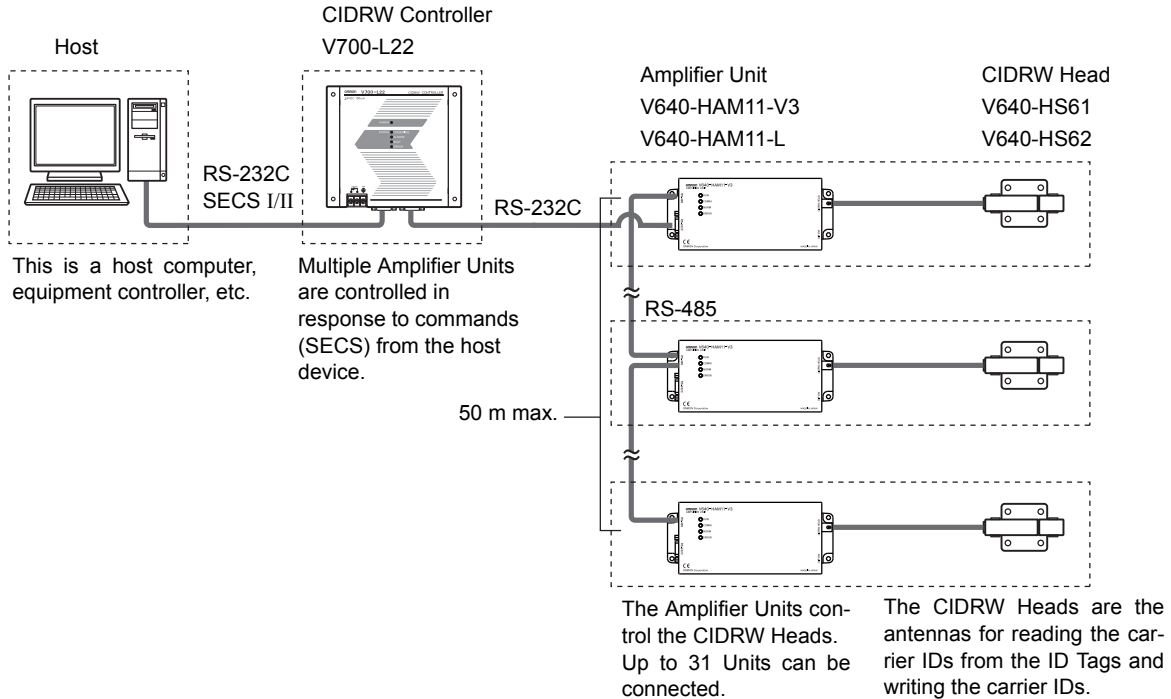 CIDRW Controller
Host
V700-L22
Amplifier Unit
V640-HAM11-V3
V640-HAM11-L
CIDRW Head
V640-HS61
V640-HS62
RS-232C
SECS I/II
RS-232C
This is a host computer,
equipment controller, etc.
Multiple Amplifier Units
are controlled in
response to commands
(SECS) from the host
device.
RS-485
50 m max.
The Amplifier Units con-
trol the CIDRW Heads.
Up to 31 Units can be
connected.
The CIDRW Heads are the
antennas for reading the car-
rier IDs from the ID Tags and
writing the carrier IDs.